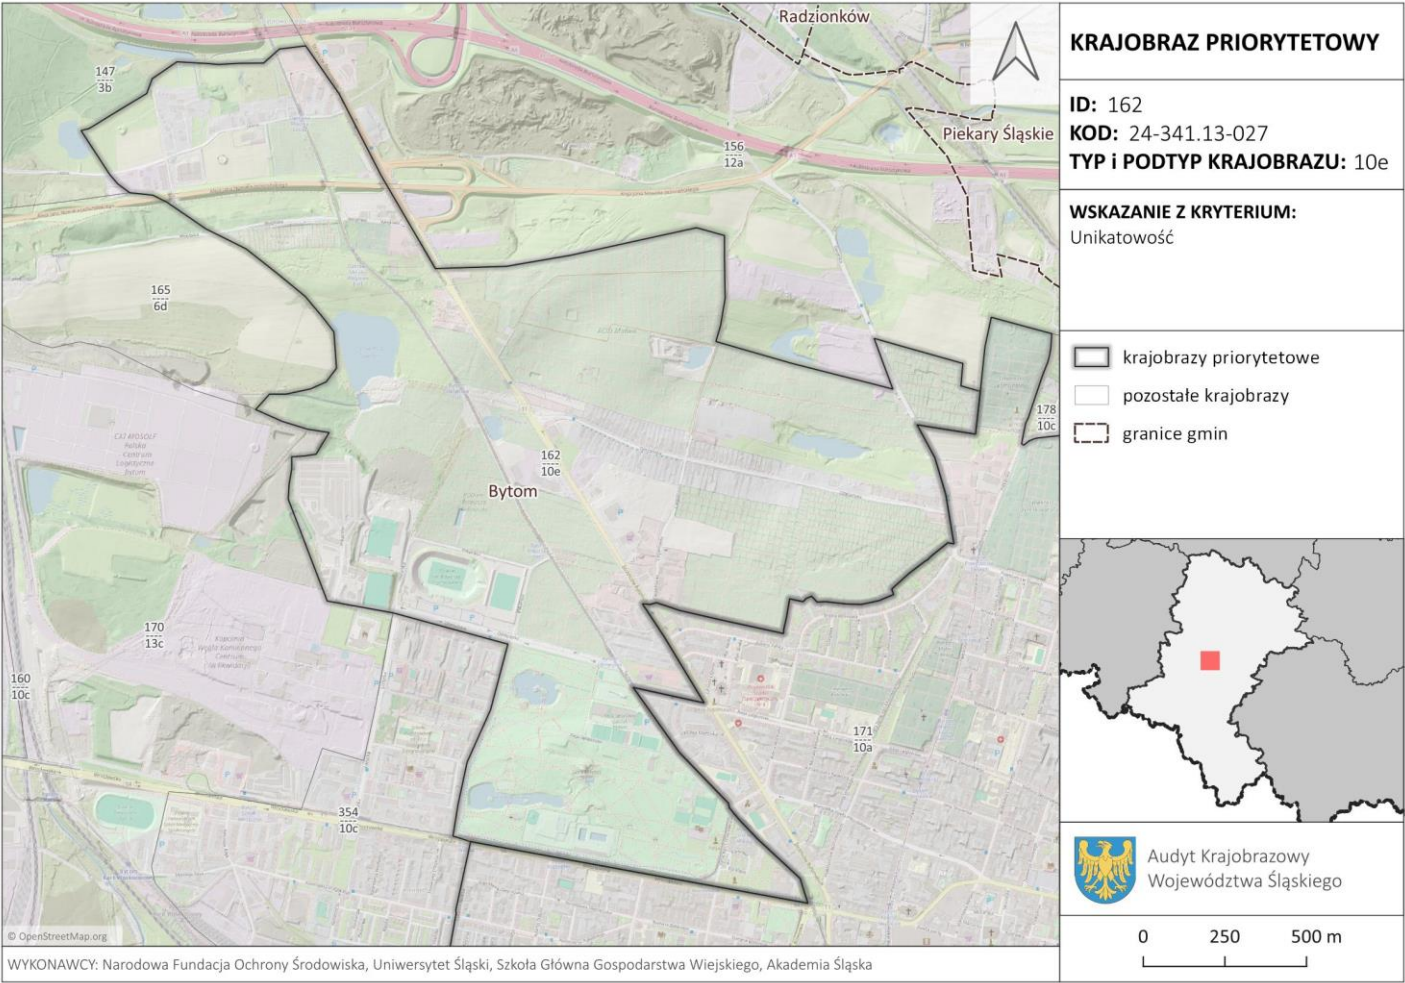 Radzionków
147
3b
Piekary Śląskie
156
12a
165
6d
178
10c
162
10e
Bytom
170
13c
160
10c
171
10a
354
10c
© OpenStreetMap.org
WYKONAWCY: Narodowa Fundacja Ochrony Środowiska, Uniwersytet Śląski, Szkoła Główna Gospodarstwa Wiejskiego, Akademia Śląska
KRAJOBRAZ PRIORYTETOWY
ID: 162
KOD: 24-341.13-027
TYP i PODTYP KRAJOBRAZU: 10e
WSKAZANIE Z KRYTERIUM:
Unikatowość
krajobrazy priorytetowe
pozostałe krajobrazy
granice gmin
Audyt Krajobrazowy
Województwa Śląskiego
0 250 500 m